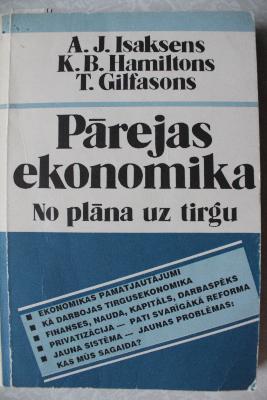 A. J. Isaksens
K. B. Hamiltons
T. Gilfasons
Pārejas
ekonomika
No plāna uz tirgu
EKONOMIKAS PAMATJAUTĀJUMI
KĀ DARBOJAS TIRGUSEKONOMIKA
FINANSES, NAUDA, KAPITĀLS, DARBASPĒKS
PRIVATIZĀCIJA — PATI SVARĪGĀKĀ REFORMA
JAUNA SISTĒMA — JAUNAS PROBLĒMAS:
KAS MŪS SAGAIDA?